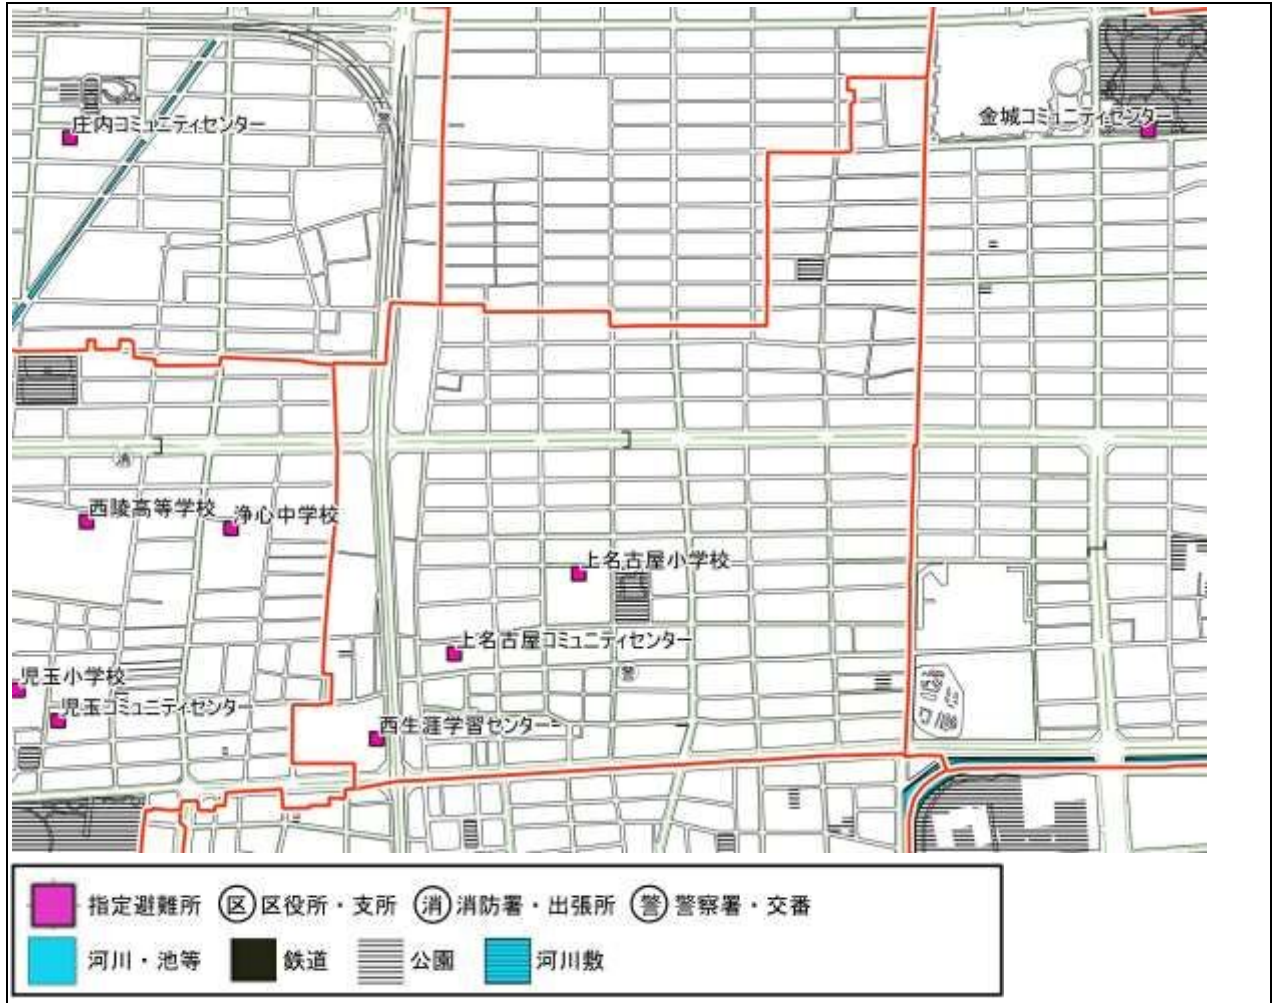 庄内コミュニティセンター
警
金城コミュニティセンター
消
西陵高等学校
浄心中学校
上名古屋小学校
上名古屋コミュニティセンター
警
児玉小学校
児玉コミュニティセンター
西生涯学習センター
指定避難所 区 区役所・支所 消 消防署・出張所 警 警察署・交番
河川・池等 鉄道 公園 河川敷